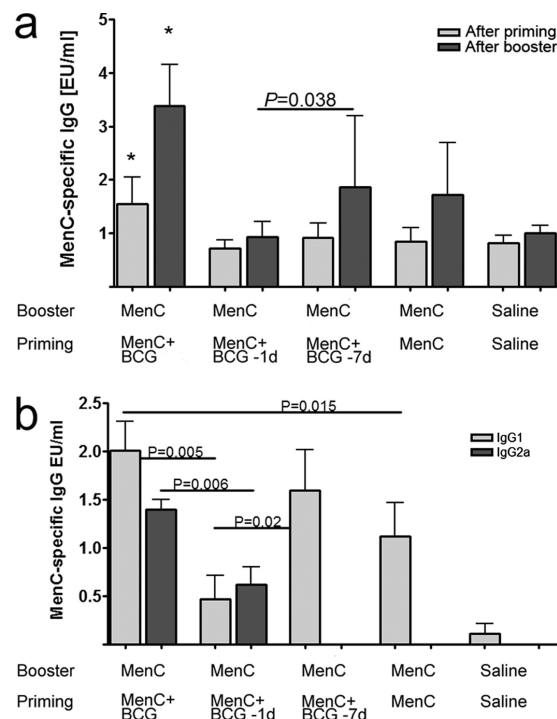 a
After priming
After booster
MenC-specific IgG [EU/ml]
5
4
3
2
1
*
*
P=0.038
Booster MenC MenC MenC MenC Saline
Priming MenC+ MenC+ MenC+ MenC Saline
BCG BCG -1d BCG -7d
b
IgG1
IgG2a
MenC-specific IgG EU/ml
2.5
2.0
1.5
1.0
0.5
P=0.015
P=0.005
P=0.006
P=0.02
Booster MenC MenC MenC MenC Saline
Priming MenC+ MenC+ MenC+ MenC Saline
BCG BCG -1d BCG -7d